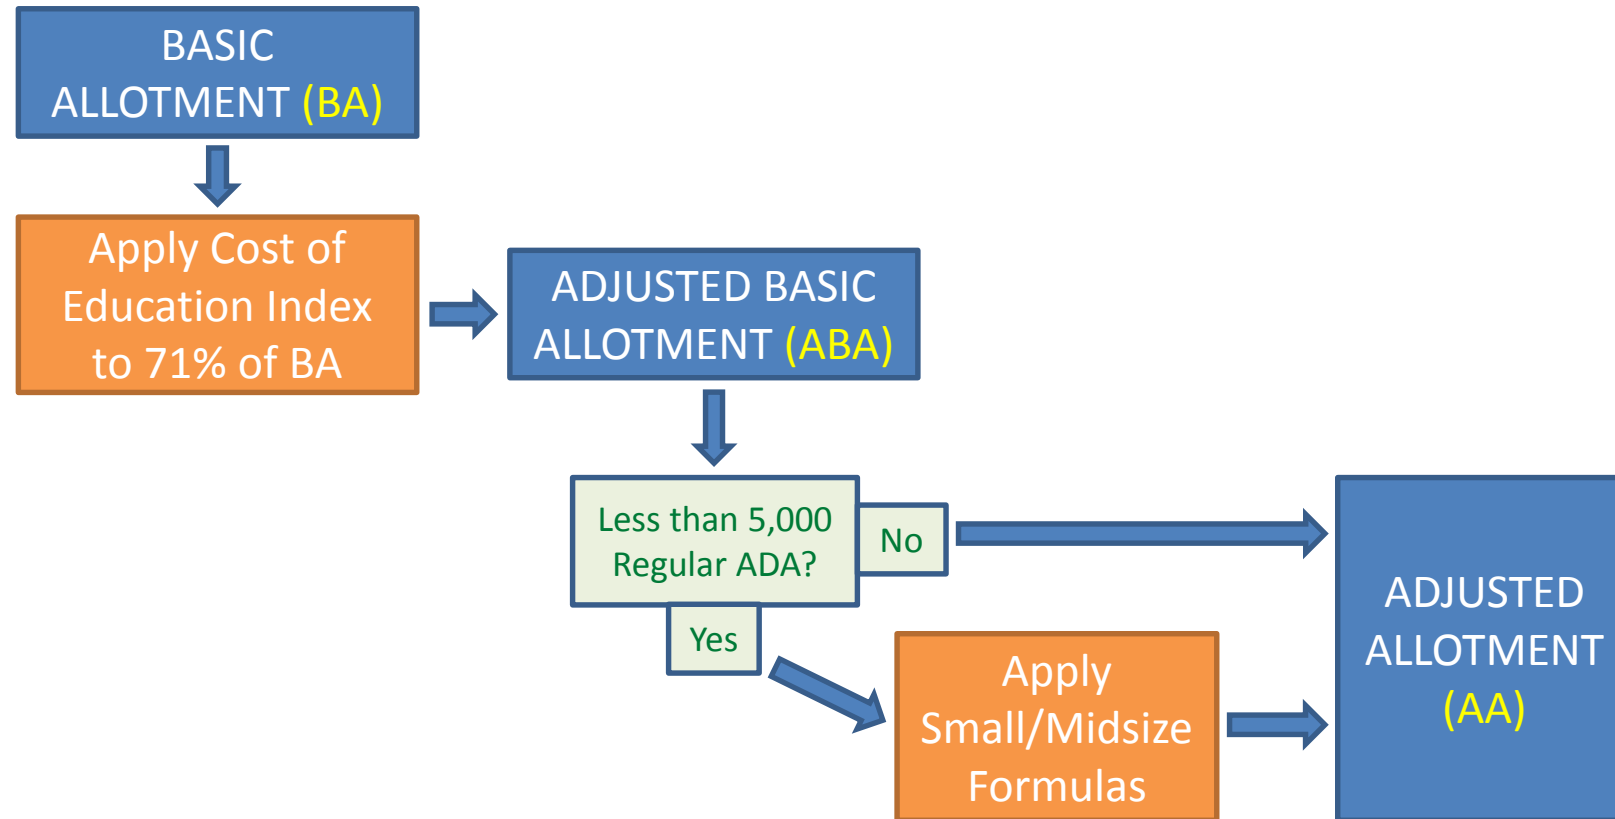 BASIC
ALLOTMENT (BA)
Apply Cost of
Education Index
to 71% of BA
ADJUSTED BASIC
ALLOTMENT (ABA)
Less than 5,000
Regular ADA?
No
Yes
Apply
Small/Midsize
Formulas
ADJUSTED
ALLOTMENT
(AA)